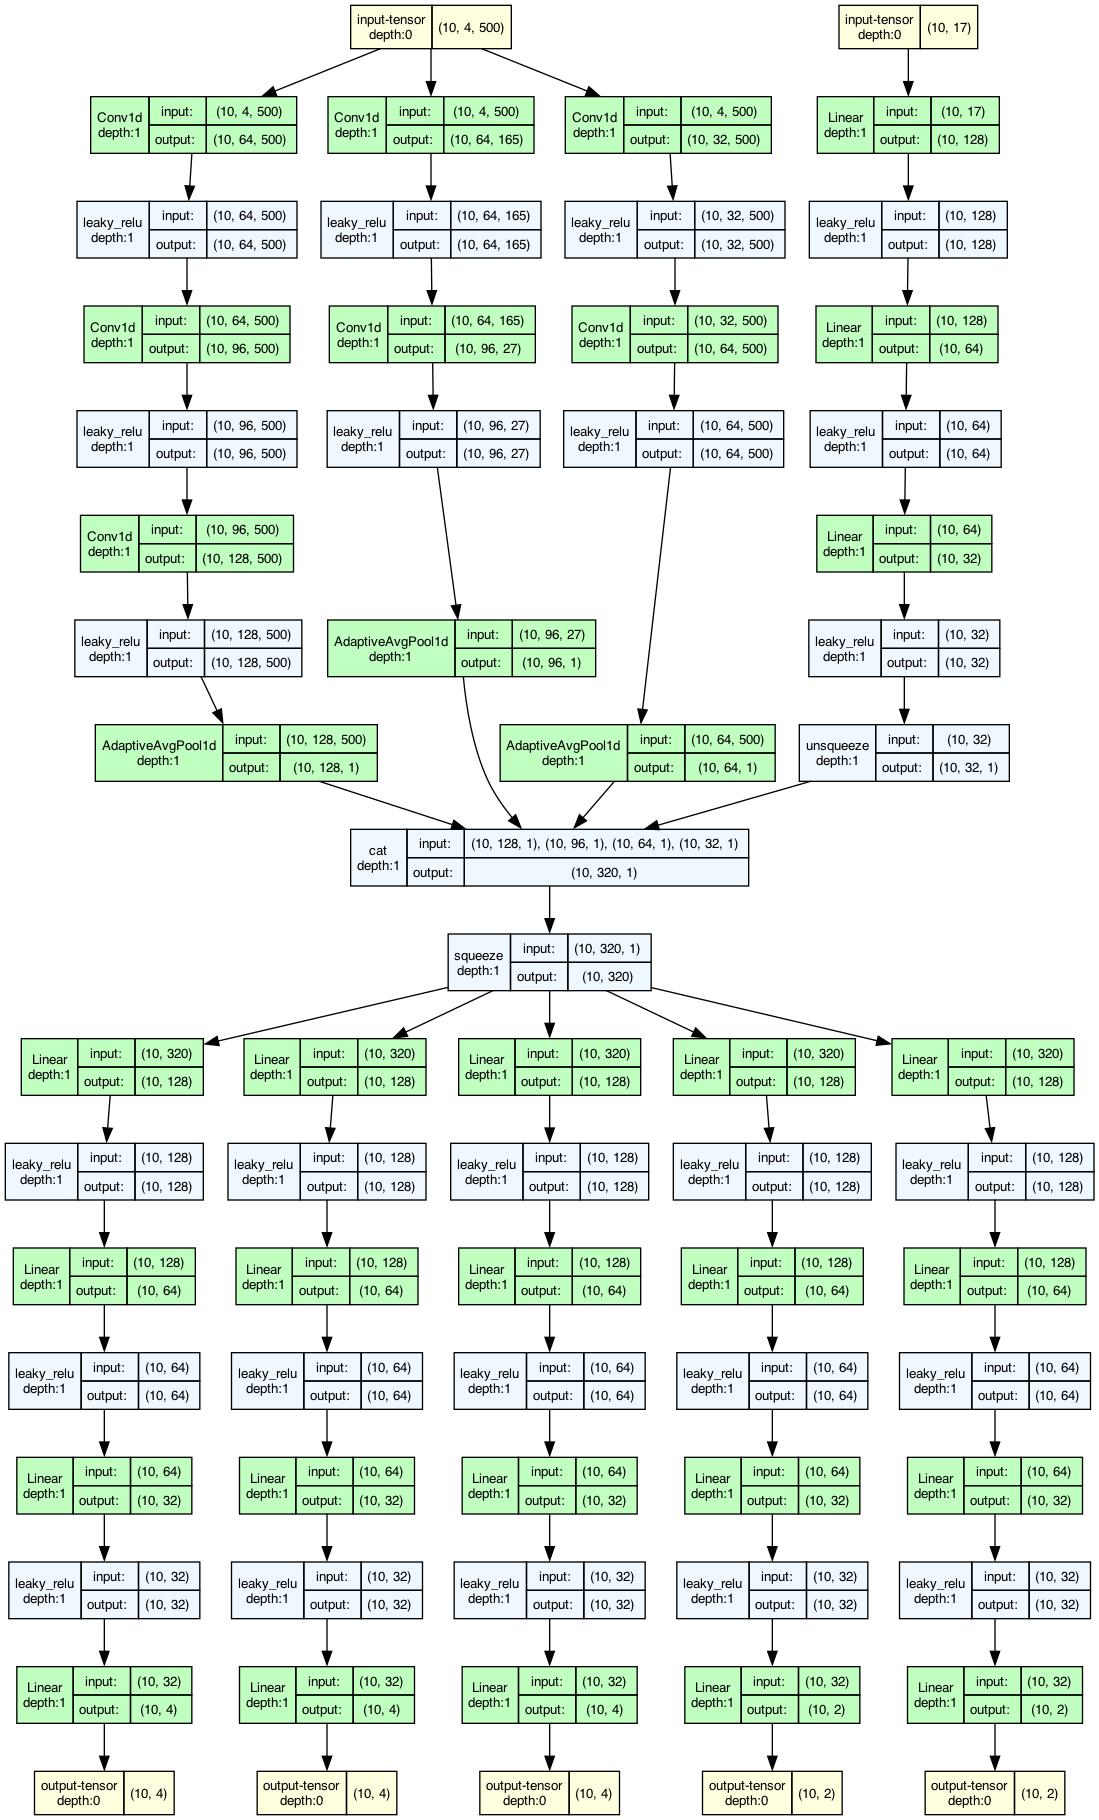 input-tensor
depth:0
(10, 4, 500)
input-tensor
depth:0
(10, 17)
Conv1d
depth:1
input:
(10, 4, 500)
output:
(10, 64, 500)
Conv1d
depth:1
input:
(10, 4, 500)
output:
(10, 64, 165)
Conv1d
depth:1
input:
(10, 4, 500)
output:
(10, 32, 500)
Linear
depth:1
input:
(10, 17)
output:
(10, 128)
leaky_relu
depth:1
input:
(10, 64, 500)
output:
(10, 64, 500)
leaky_relu
depth:1
input:
(10, 64, 165)
output:
(10, 64, 165)
leaky_relu
depth:1
input:
(10, 32, 500)
output:
(10, 32, 500)
leaky_relu
depth:1
input:
(10, 128)
output:
(10, 128)
Conv1d
depth:1
input:
(10, 64, 500)
output:
(10, 96, 500)
Conv1d
depth:1
input:
(10, 64, 165)
output:
(10, 96, 27)
Conv1d
depth:1
input:
(10, 32, 500)
output:
(10, 64, 500)
Linear
depth:1
input:
(10, 128)
output:
(10, 64)
leaky_relu
depth:1
input:
(10, 96, 500)
output:
(10, 96, 500)
leaky_relu
depth:1
input:
(10, 96, 27)
output:
(10, 96, 27)
leaky_relu
depth:1
input:
(10, 64, 500)
output:
(10, 64, 500)
leaky_relu
depth:1
input:
(10, 64)
output:
(10, 64)
Conv1d
depth:1
input:
(10, 96, 500)
output:
(10, 128, 500)
Linear
depth:1
input:
(10, 64)
output:
(10, 32)
leaky_relu
depth:1
input:
(10, 128, 500)
output:
(10, 128, 500)
AdaptiveAvgPool1d
depth:1
input:
(10, 96, 27)
output:
(10, 96, 1)
leaky_relu
depth:1
input:
(10, 32)
output:
(10, 32)
AdaptiveAvgPool1d
depth:1
input:
(10, 128, 500)
output:
(10, 128, 1)
AdaptiveAvgPool1d
depth:1
input:
(10, 64, 500)
output:
(10, 64, 1)
unsqueeze
depth:1
input:
(10, 32)
output:
(10, 32, 1)
cat
depth:1
input:
(10, 128, 1), (10, 96, 1), (10, 64, 1), (10, 32, 1)
output:
(10, 320, 1)
squeeze
depth:1
input:
(10, 320, 1)
output:
(10, 320)
Linear
depth:1
input:
(10, 320)
output:
(10, 128)
Linear
depth:1
input:
(10, 320)
output:
(10, 128)
Linear
depth:1
input:
(10, 320)
output:
(10, 128)
Linear
depth:1
input:
(10, 320)
output:
(10, 128)
Linear
depth:1
input:
(10, 320)
output:
(10, 128)
leaky_relu
depth:1
input:
(10, 128)
output:
(10, 128)
leaky_relu
depth:1
input:
(10, 128)
output:
(10, 128)
leaky_relu
depth:1
input:
(10, 128)
output:
(10, 128)
leaky_relu
depth:1
input:
(10, 128)
output:
(10, 128)
leaky_relu
depth:1
input:
(10, 128)
output:
(10, 128)
Linear
depth:1
input:
(10, 128)
output:
(10, 64)
Linear
depth:1
input:
(10, 128)
output:
(10, 64)
Linear
depth:1
input:
(10, 128)
output:
(10, 64)
Linear
depth:1
input:
(10, 128)
output:
(10, 64)
Linear
depth:1
input:
(10, 128)
output:
(10, 64)
leaky_relu
depth:1
input:
(10, 64)
output:
(10, 64)
leaky_relu
depth:1
input:
(10, 64)
output:
(10, 64)
leaky_relu
depth:1
input:
(10, 64)
output:
(10, 64)
leaky_relu
depth:1
input:
(10, 64)
output:
(10, 64)
leaky_relu
depth:1
input:
(10, 64)
output:
(10, 64)
Linear
depth:1
input:
(10, 64)
output:
(10, 32)
Linear
depth:1
input:
(10, 64)
output:
(10, 32)
Linear
depth:1
input:
(10, 64)
output:
(10, 32)
Linear
depth:1
input:
(10, 64)
output:
(10, 32)
Linear
depth:1
input:
(10, 64)
output:
(10, 32)
leaky_relu
depth:1
input:
(10, 32)
output:
(10, 32)
leaky_relu
depth:1
input:
(10, 32)
output:
(10, 32)
leaky_relu
depth:1
input:
(10, 32)
output:
(10, 32)
leaky_relu
depth:1
input:
(10, 32)
output:
(10, 32)
leaky_relu
depth:1
input:
(10, 32)
output:
(10, 32)
Linear
depth:1
input:
(10, 32)
output:
(10, 4)
Linear
depth:1
input:
(10, 32)
output:
(10, 4)
Linear
depth:1
input:
(10, 32)
output:
(10, 4)
Linear
depth:1
input:
(10, 32)
output:
(10, 2)
Linear
depth:1
input:
(10, 32)
output:
(10, 2)
output-tensor
depth:0
(10, 4)
output-tensor
depth:0
(10, 4)
output-tensor
depth:0
(10, 4)
output-tensor
depth:0
(10, 2)
output-tensor
depth:0
(10, 2)